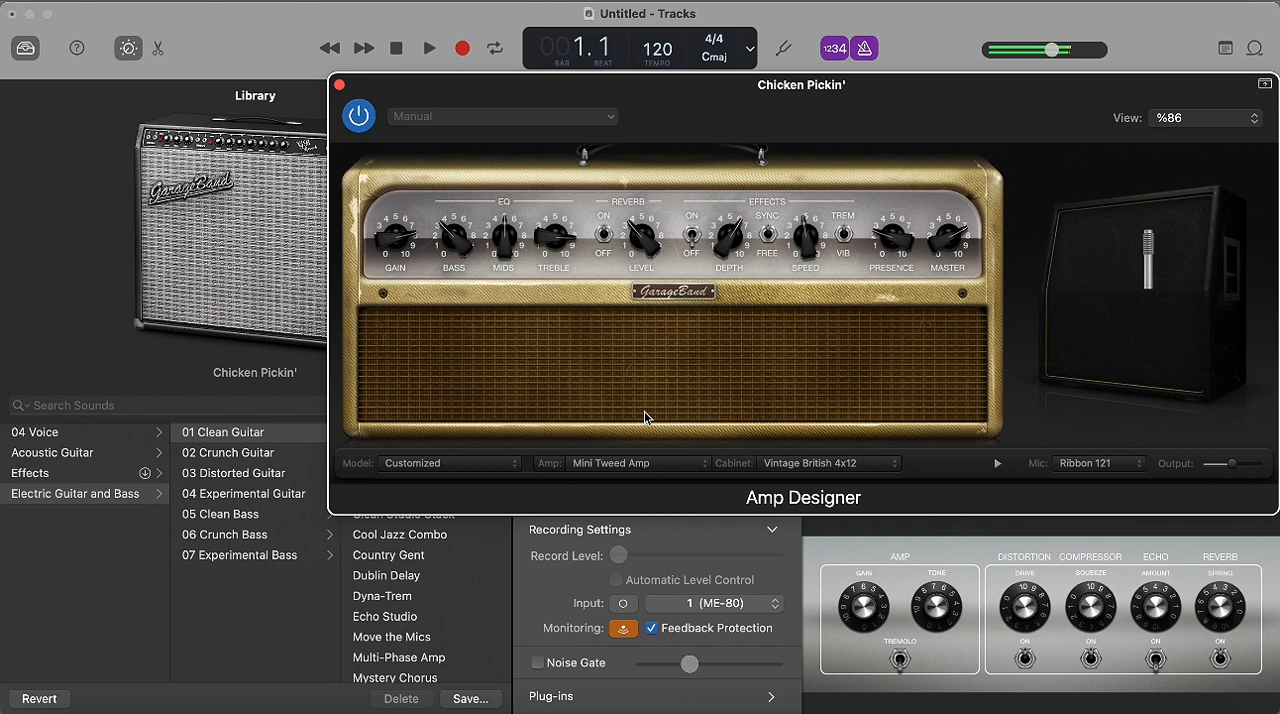 Untitled - Tracks
1. 1
BAR
BEAT
120
TEMPO
4/4
Cmaj
1234
Library
Chicken Pickin'
Manual
View:
%86
GarageBand
EQ
REVERB
EFFECTS
ON
ON
SYNC
TREM
OFF
OFF
FREE
VIB
GAIN
BASS
MIDS
TREBLE
LEVEL
DEPTH
SPEED
PRESENCE
MASTER
GarageBand
Chicken Pickin'
Model:
Customized
Amp:
Mini Tweed Amp
Cabinet:
Vintage British 4x12
Mic:
Ribbon 121
Output:
Amp Designer
Search Sounds
04 Voice
Acoustic Guitar
Effects
Electric Guitar and Bass
01 Clean Guitar
02 Crunch Guitar
03 Distorted Guitar
04 Experimental Guitar
05 Clean Bass
06 Crunch Bass
07 Experimental Bass
Clean Studio Stack
Cool Jazz Combo
Country Gent
Dublin Delay
Dyna-Trem
Echo Studio
Move the Mics
Multi-Phase Amp
Mystery Chorus
Revert
Delete
Save...
Recording Settings
Record Level:
Automatic Level Control
Input:
1 (ME-80)
Monitoring:
Feedback Protection
Noise Gate
Plug-ins
AMP
GAIN
TONE
TREMOLO
DISTORTION
COMPRESSOR
ECHO
REVERB
DRIVE
SQUEEZE
AMOUNT
SPRING
ON
ON
ON
ON